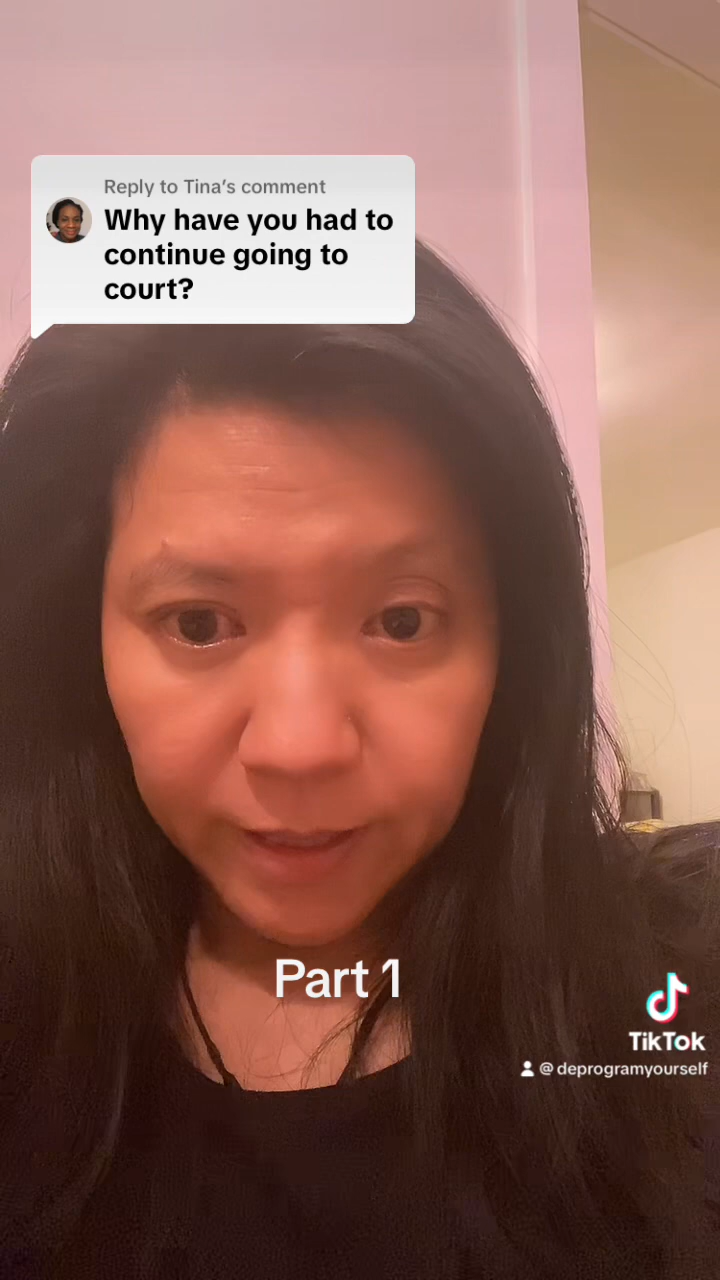 Reply to Tina's comment
Why have you had to
continue going to
court?
Part 1
TikTok
@deprogramyourself